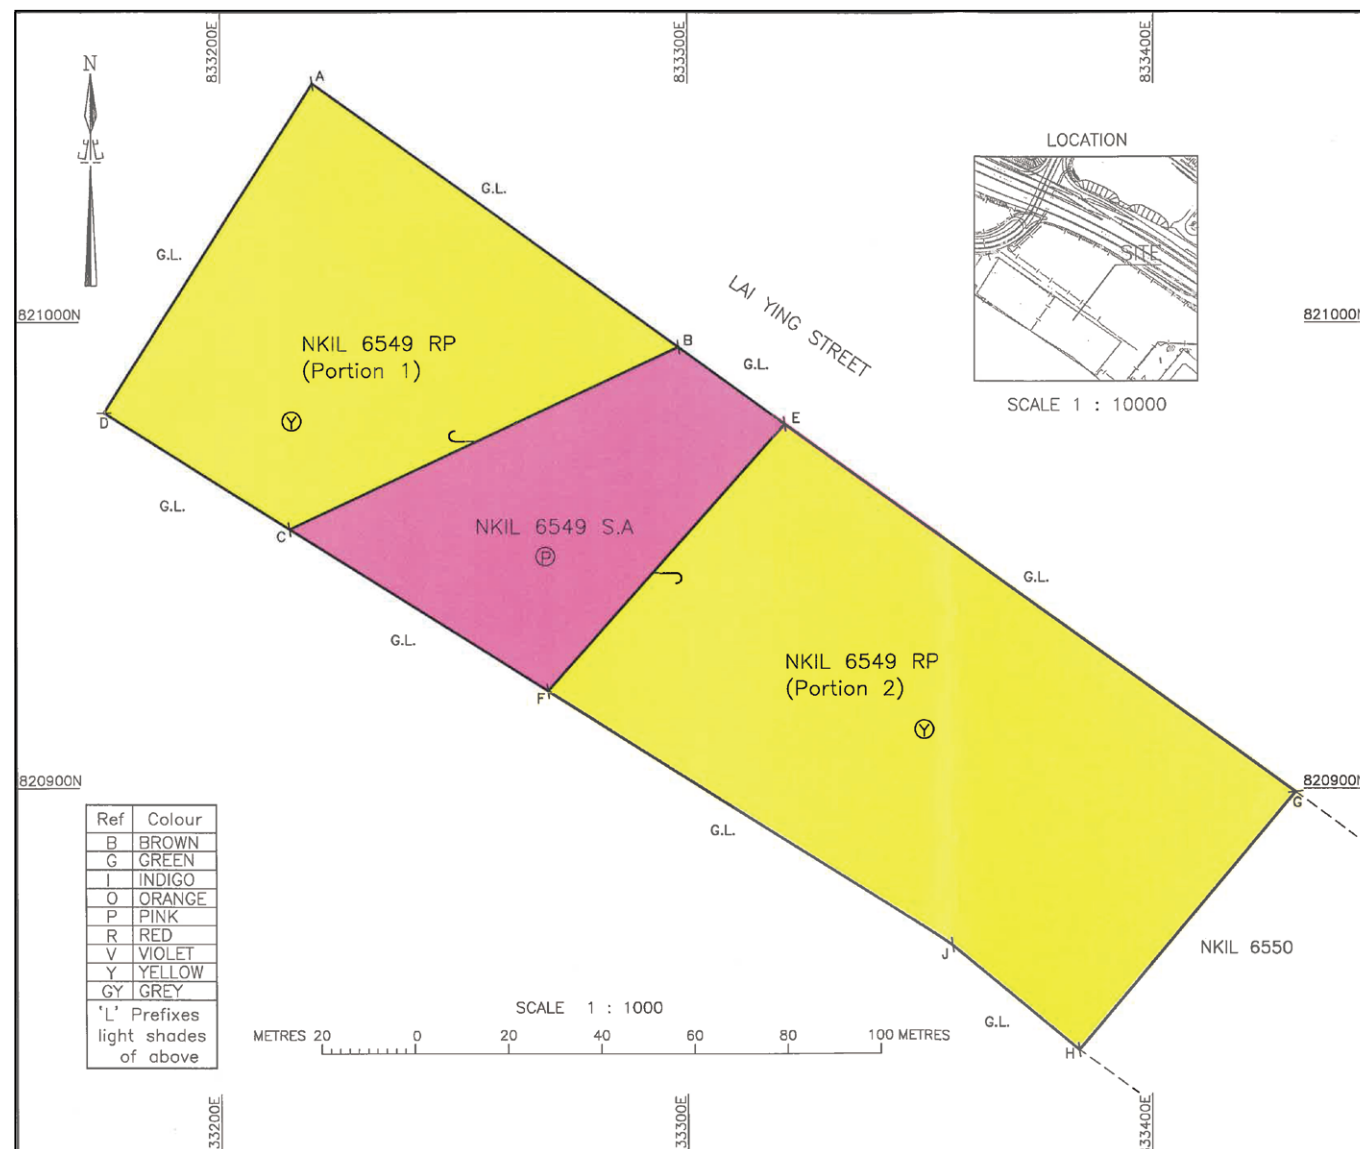 833200E
833300E
833400E
N
A
LOCATION
G.L.
G.L.
SITE
LAI YING STREET
821000N
821000N
NKIL 6549 RP
(Portion 1)
B
G.L.
SCALE 1 : 10000
D
Y
E
G.L.
C
NKIL 6549 S.A
P
G.L.
G.L.
NKIL 6549 RP
(Portion 2)
F
Y
820900N
820900N
G
Ref Colour
B BROWN
G GREEN
I INDIGO
O ORANGE
P PINK
R RED
V VIOLET
Y YELLOW
GY GREY
'L' Prefixes
light shades
of above
G.L.
J
NKIL 6550
SCALE 1 : 1000
METRES 20 0 20 40 60 80 100 METRES
G.L.
H
33200E
33300E
33400E